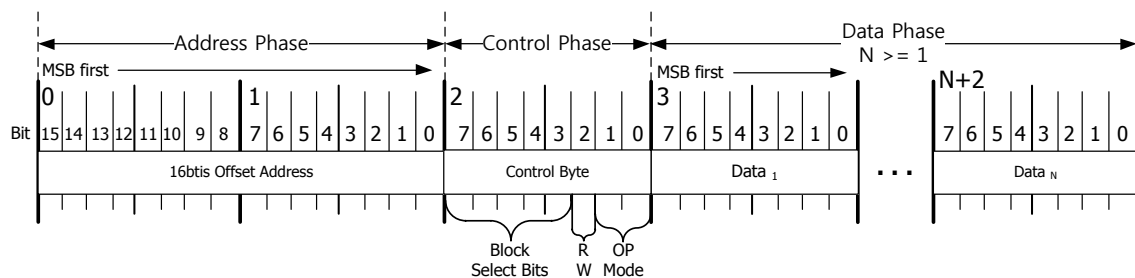 Address Phase Control Phase Data Phase
N >= 1
MSB first MSB first
0 1 2 3 N+2
Bit 15 14 13 12 11 10 9 8 7 6 5 4 3 2 1 0 7 6 5 4 3 2 1 0 7 6 5 4 3 2 1 0 7 6 5 4 3 2 1 0
16btis Offset Address Control Byte Data 1 ... Data N
Block R OP
Select Bits W Mode